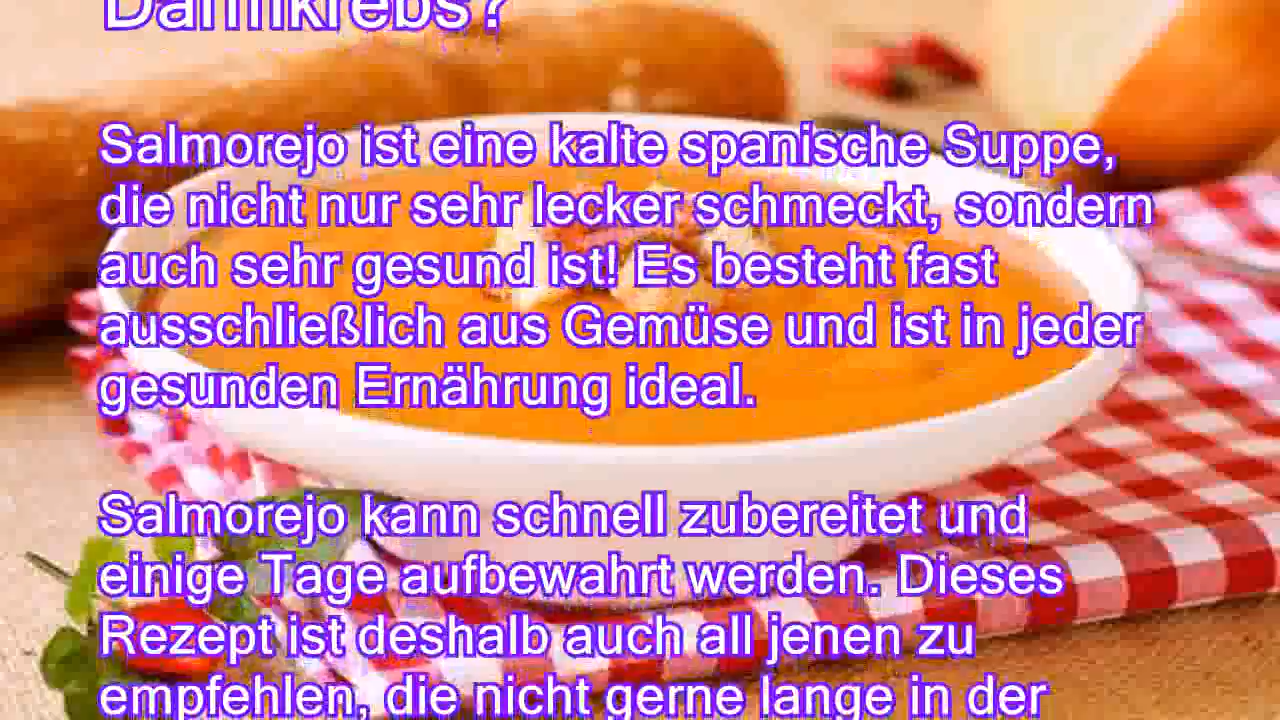 Darmkrebs?
Salmorejo ist eine kalte spanische Suppe,
die nicht nur sehr lecker schmeckt, sondern
auch sehr gesund ist! Es besteht fast
ausschließlich aus Gemüse und ist in jeder
gesunden Ernährung ideal.
Salmorejo kann schnell zubereitet und
einige Tage aufbewahrt werden. Dieses
Rezept ist deshalb auch all jenen zu
empfehlen, die nicht gerne lange in der